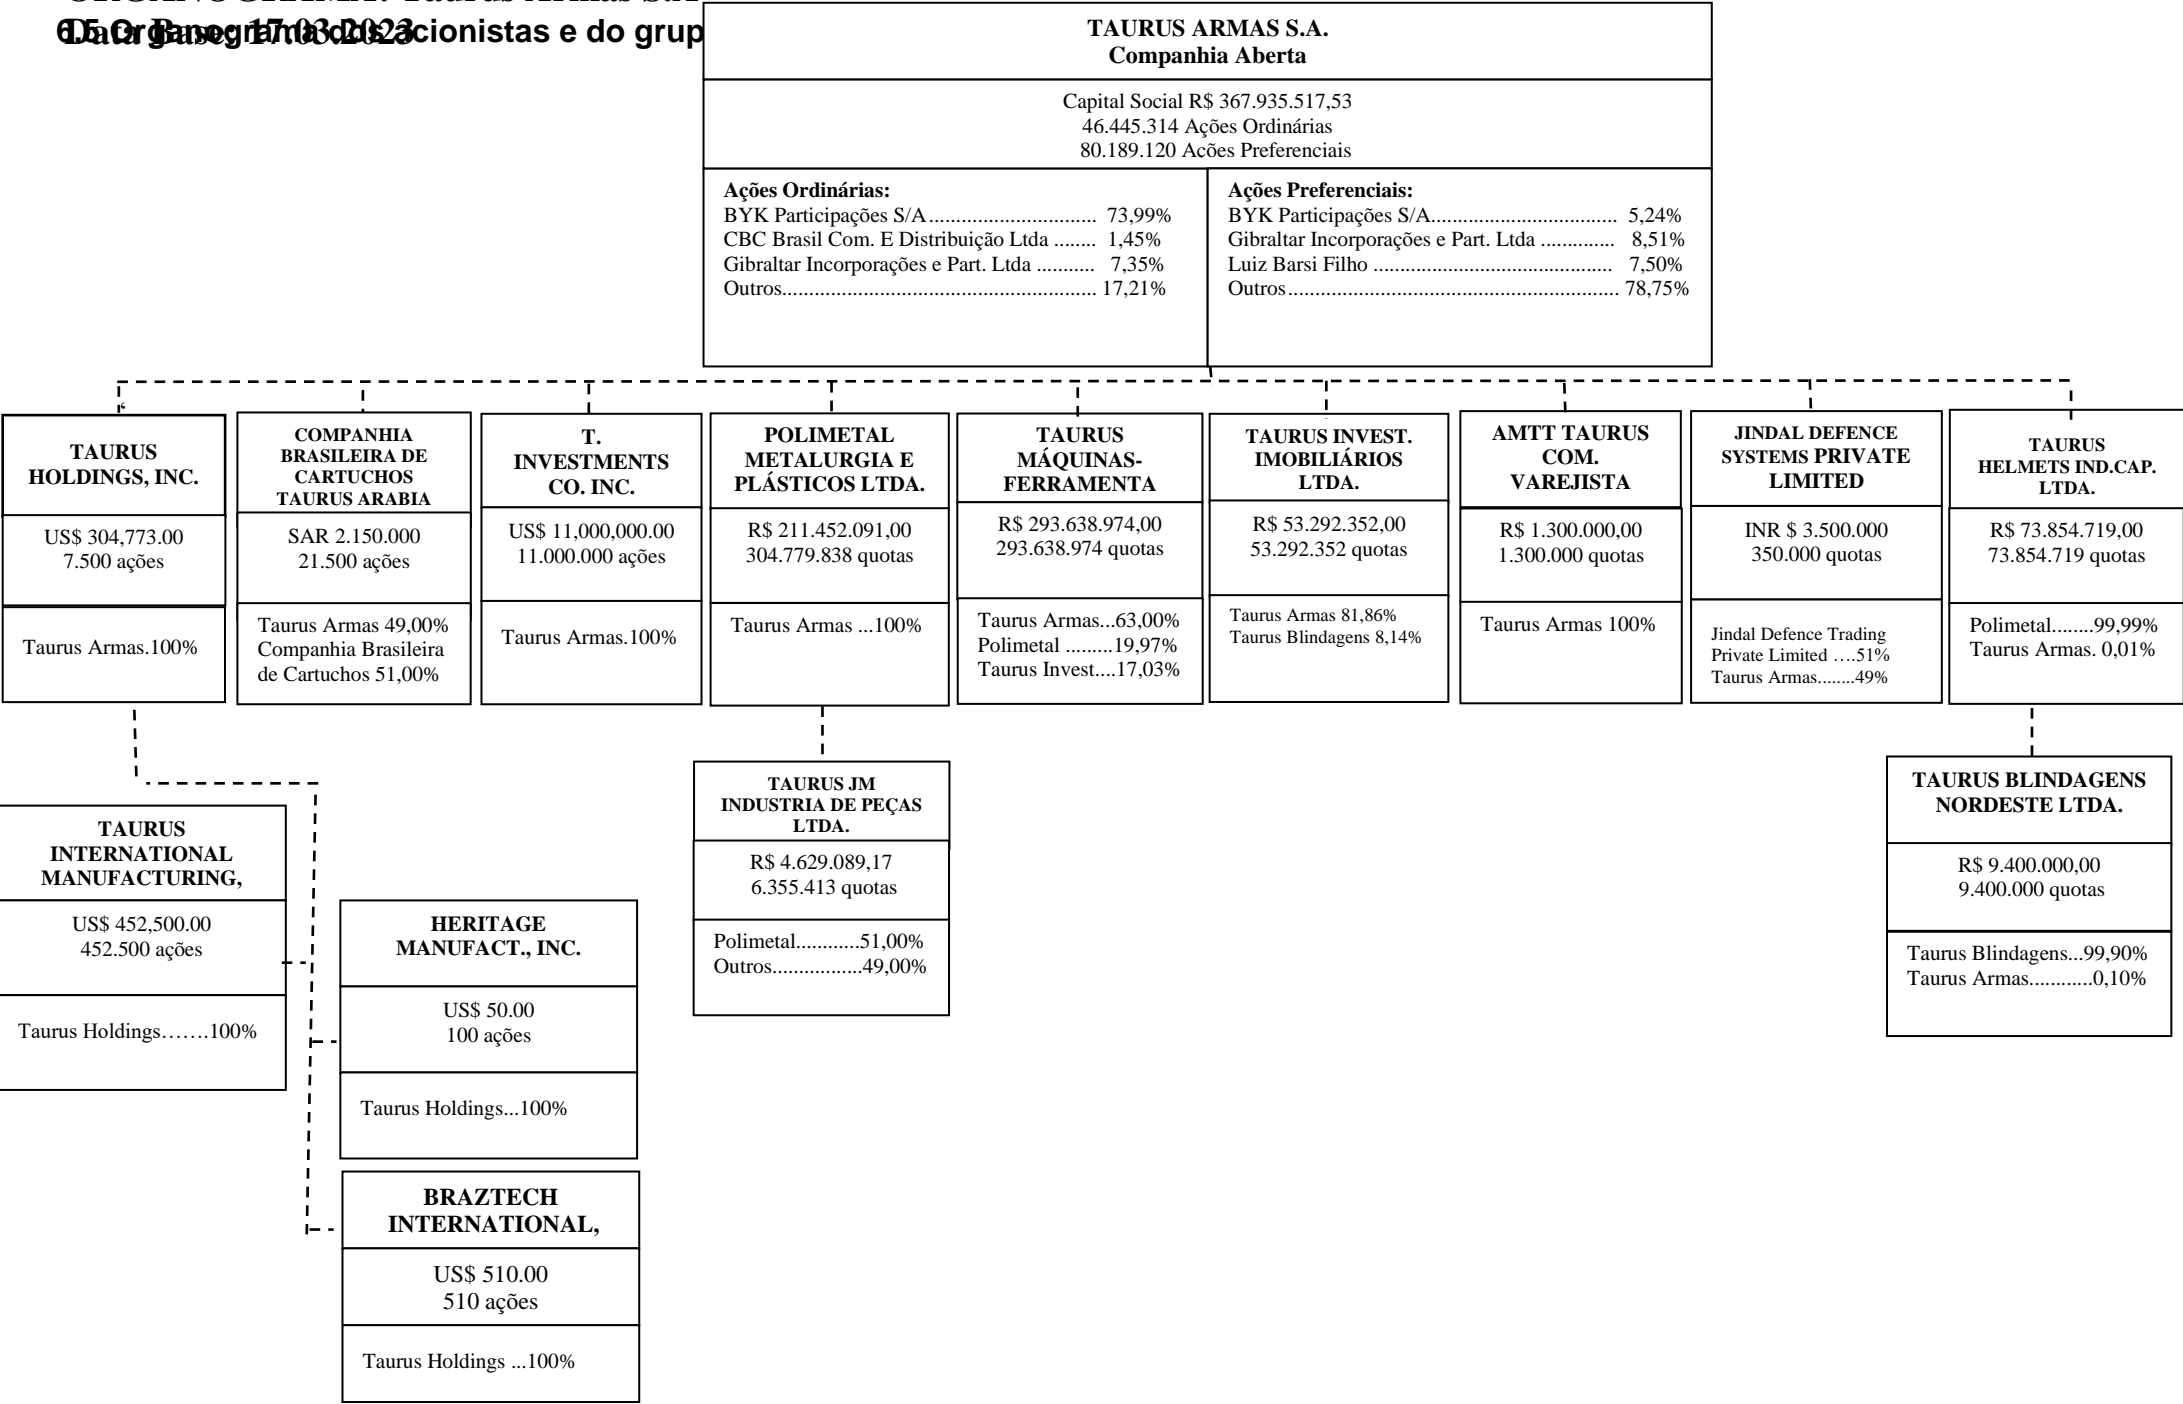 6.5 Organograma dos acionistas e do grup
Data Base: 17.03.2023
TAURUS ARMAS S.A.
Companhia Aberta
Capital Social R$ 367.935.517,53
46.445.314 Ações Ordinárias
80.189.120 Acões Preferenciais
Ações Ordinárias:
BYK Participações S/A................................ 73,99%
CBC Brasil Com. E Distribuição Ltda ........ 1,45%
Gibraltar Incorporações e Part. Ltda ........... 7,35%
Outros............................................................ 17,21%
Ações Preferenciais:
BYK Participações S/A................................... 5,24%
Gibraltar Incorporações e Part. Ltda .............. 8,51%
Luiz Barsi Filho .............................................. 7,50%
Outros............................................................... 78,75%
TAURUS
HOLDINGS, INC.
US$ 304,773.00
7.500 ações
Taurus Armas.100%
COMPANHIA
BRASILEIRA DE
CARTUCHOS
TAURUS ARABIA
SAR 2.150.000
21.500 ações
Taurus Armas 49,00%
Companhia Brasileira
de Cartuchos 51,00%
T.
INVESTMENTS
CO. INC.
US$ 11,000,000.00
11.000.000 ações
Taurus Armas.100%
POLIMETAL
METALURGIA E
PLÁSTICOS LTDA.
R$ 211.452.091,00
304.779.838 quotas
Taurus Armas ...100%
TAURUS
MÁQUINAS-
FERRAMENTA
R$ 293.638.974,00
293.638.974 quotas
Taurus Armas...63,00%
Polimetal .........19,97%
Taurus Invest....17,03%
TAURUS INVEST.
IMOBILIÁRIOS
LTDA.
R$ 53.292.352,00
53.292.352 quotas
Taurus Armas 81,86%
Taurus Blindagens 8,14%
AMTT TAURUS
COM.
VAREJISTA
R$ 1.300.000,00
1.300.000 quotas
Taurus Armas 100%
JINDAL DEFENCE
SYSTEMS PRIVATE
LIMITED
INR $ 3.500.000
350.000 quotas
Jindal Defence Trading
Private Limited ….51%
Taurus Armas........49%
TAURUS
HELMETS IND.CAP.
LTDA.
R$ 73.854.719,00
73.854.719 quotas
Polimetal........99,99%
Taurus Armas. 0,01%
TAURUS
INTERNATIONAL
MANUFACTURING,
US$ 452,500.00
452.500 ações
Taurus Holdings…….100%
HERITAGE
MANUFACT., INC.
US$ 50.00
100 ações
Taurus Holdings...100%
BRAZTECH
INTERNATIONAL,
US$ 510.00
510 ações
Taurus Holdings ...100%
TAURUS JM
INDUSTRIA DE PEÇAS
LTDA.
R$ 4.629.089,17
6.355.413 quotas
Polimetal............51,00%
Outros.................49,00%
TAURUS BLINDAGENS
NORDESTE LTDA.
R$ 9.400.000,00
9.400.000 quotas
Taurus Blindagens...99,90%
Taurus Armas............0,10%